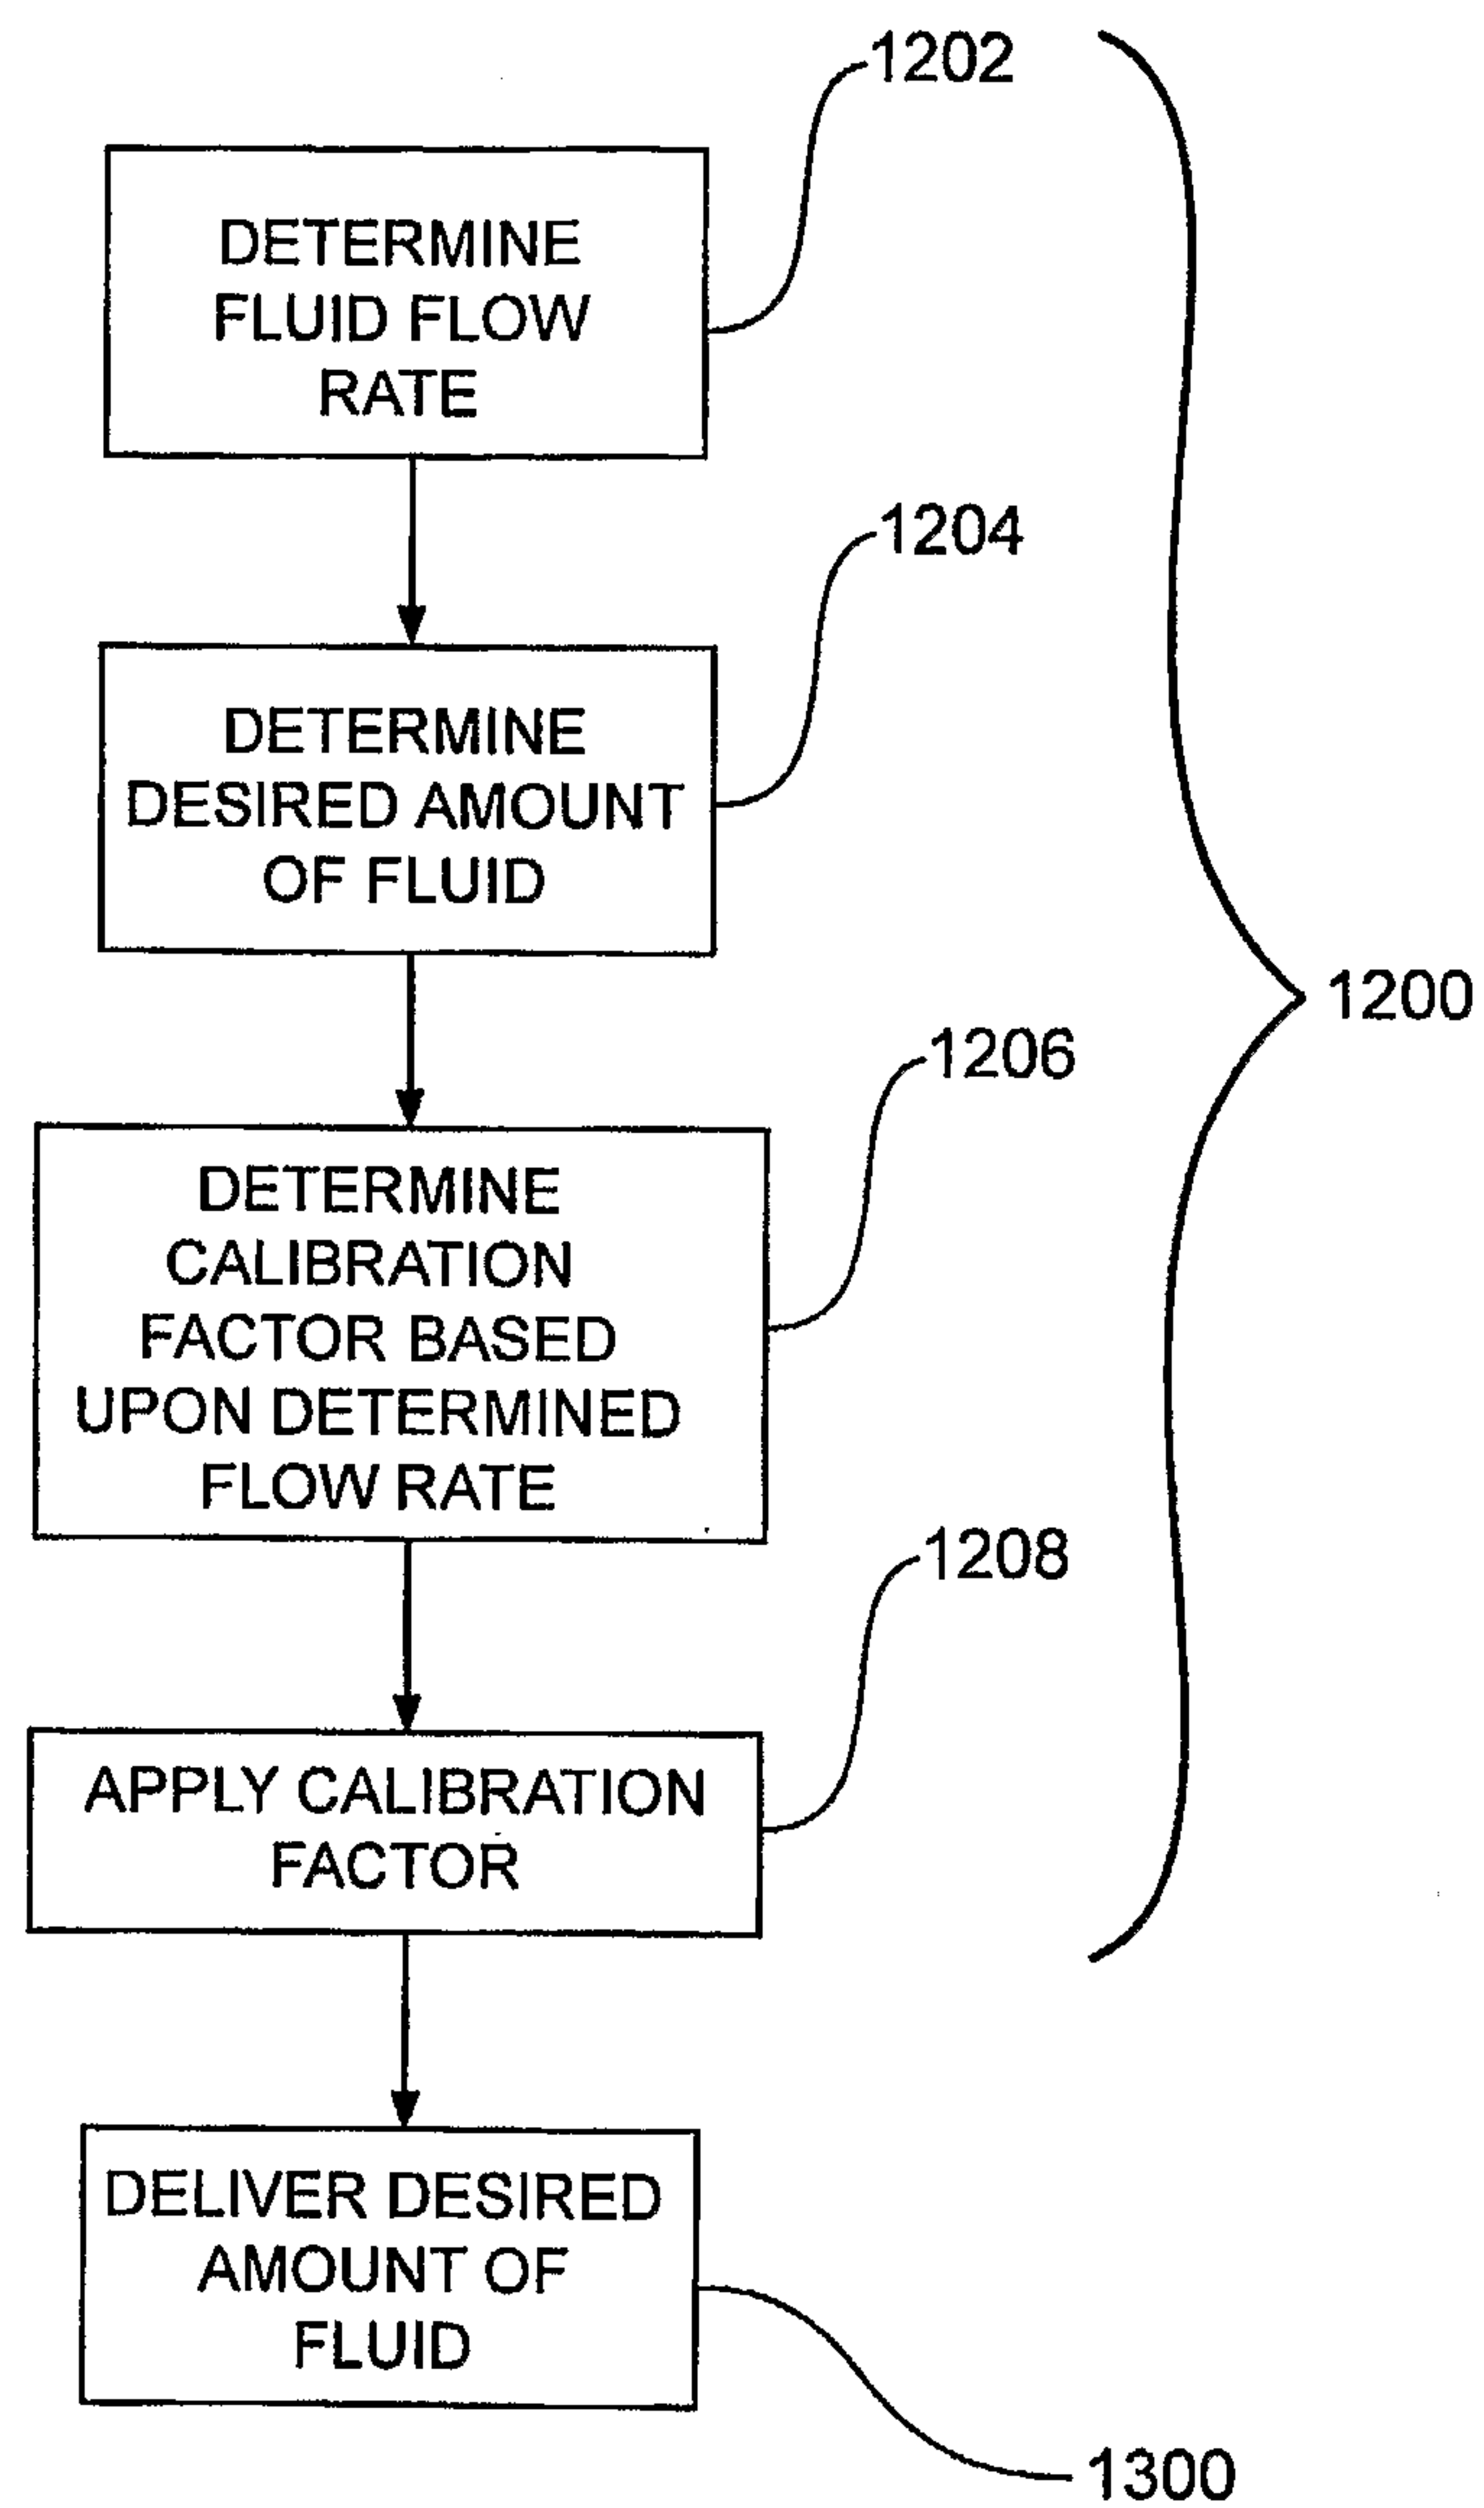 1202
DETERMINE
FLUID FLOW
RATE
1204
DETERMINE
DESIRED AMOUNT
OF FLUID
1200
1206
DETERMINE
CALIBRATION
FACTOR BASED
UPON DETERMINED
FLOW RATE
1208
APPLY CALIBRATION
FACTOR
DELIVER DESIRED
AMOUNT OF
FLUID
1300